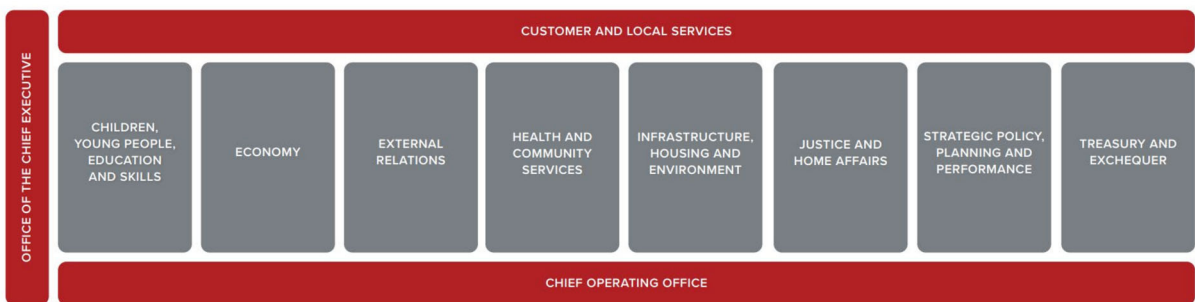 OFFICE OF THE CHIEF EXECUTIVE
CUSTOMER AND LOCAL SERVICES
CHILDREN,
YOUNG PEOPLE,
EDUCATION
AND SKILLS
ECONOMY
EXTERNAL
RELATIONS
HEALTH AND
COMMUNITY
SERVICES
INFRASTRUCTURE,
HOUSING AND
ENVIRONMENT
JUSTICE AND
HOME AFFAIRS
STRATEGIC POLICY,
PLANNING AND
PERFORMANCE
TREASURY AND
EXCHEQUER
CHIEF OPERATING OFFICE